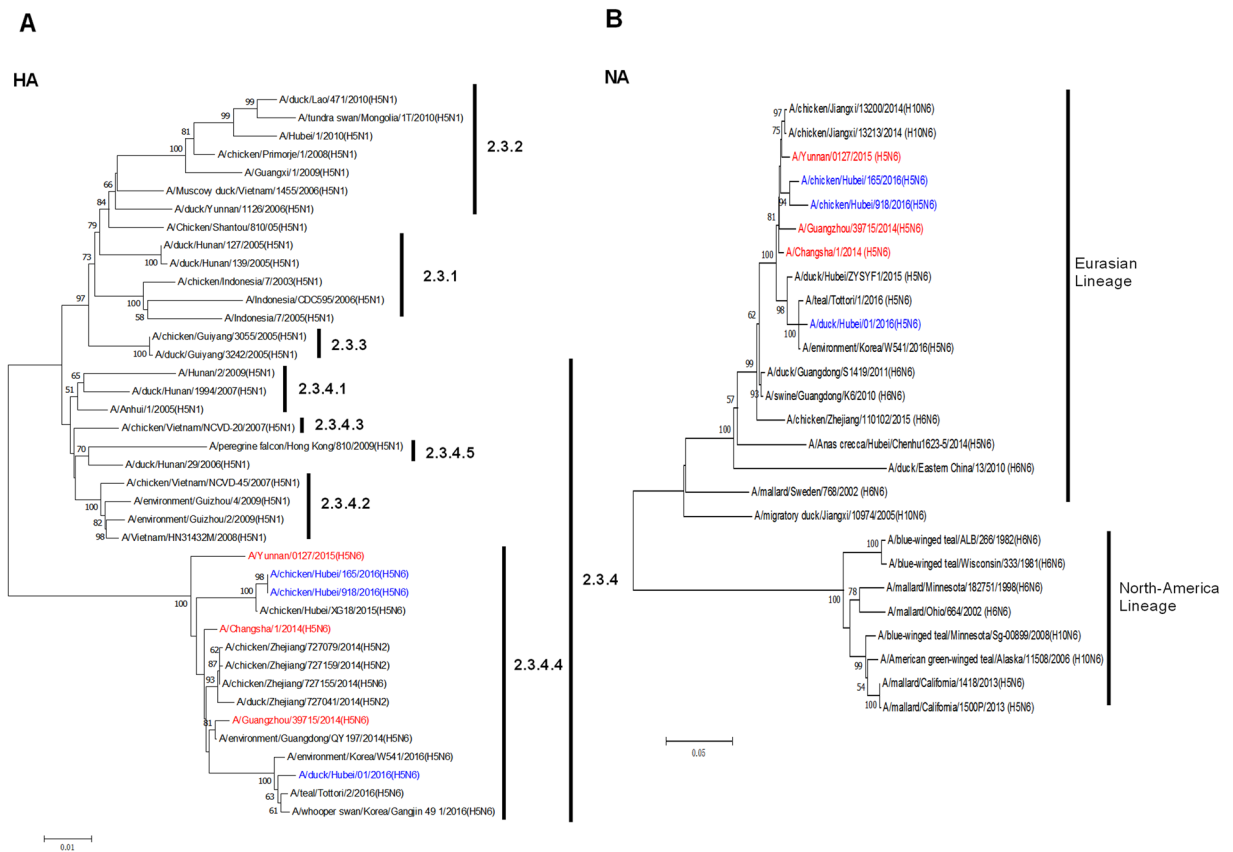 A
HA
99
A/duck/Lao/471/2010(H5N1)
99
A/tundra swan/Mongolia/1T/2010(H5N1)
81
A/Hubei/1/2010(H5N1)
100
A/chicken/Primorje/1/2008(H5N1)
A/Guangxi/1/2009(H5N1)
66
A/Muscovy duck/Vietnam/1455/2006(H5N1)
84
A/duck/Yunnan/1126/2006(H5N1)
79
A/Chicken/Shantou/810/05(H5N1)
2.3.2
73
A/duck/Hunan/127/2005(H5N1)
100
A/duck/Hunan/139/2005(H5N1)
A/chicken/Indonesia/7/2003(H5N1)
100
A/Indonesia/CDC595/2006(H5N1)
58
A/Indonesia/7/2005(H5N1)
2.3.1
97
A/chicken/Guiyang/3055/2005(H5N1)
100
A/duck/Guiyang/3242/2005(H5N1)
2.3.3
65
A/Hunan/2/2009(H5N1)
51
A/duck/Hunan/1994/2007(H5N1)
A/Anhui/1/2005(H5N1)
2.3.4.1
A/chicken/Vietnam/NCVD-20/2007(H5N1)
2.3.4.3
70
A/peregrine falcon/Hong Kong/810/2009(H5N1)
A/duck/Hunan/29/2006(H5N1)
2.3.4.5
A/chicken/Vietnam/NCVD-45/2007(H5N1)
100
A/environment/Guizhou/4/2009(H5N1)
82
A/environment/Guizhou/2/2009(H5N1)
98
A/Vietnam/HN31432M/2008(H5N1)
2.3.4.2
A/Yunnan/0127/2015(H5N6)
98
A/chicken/Hubei/165/2016(H5N6)
100
A/chicken/Hubei/918/2016(H5N6)
100
A/chicken/Hubei/XG18/2015(H5N6)
A/Changsha/1/2014(H5N6)
62
A/chicken/Zhejiang/727079/2014(H5N2)
87
A/chicken/Zhejiang/727159/2014(H5N2)
93
A/chicken/Zhejiang/727155/2014(H5N6)
A/duck/Zhejiang/727041/2014(H5N2)
81
A/Guangzhou/39715/2014(H5N6)
A/environment/Guangdong/QY197/2014(H5N6)
A/environment/Korea/W541/2016(H5N6)
100
A/duck/Hubei/01/2016(H5N6)
63
A/teal/Tottori/2/2016(H5N6)
61
A/whooper swan/Korea/Gangjin 49 1/2016(H5N6)
2.3.4.4
2.3.4
0.01
B
NA
97
A/chicken/Jiangxi/13200/2014(H10N6)
75
A/chicken/Jiangxi/13213/2014 (H10N6)
A/Yunnan/0127/2015 (H5N6)
A/chicken/Hubei/165/2016(H5N6)
94
A/chicken/Hubei/918/2016(H5N6)
81
A/Guangzhou/39715/2014(H5N6)
100
A/Changsha/1/2014 (H5N6)
A/duck/Hubei/ZYSYF1/2015 (H5N6)
A/teal/Tottori/1/2016 (H5N6)
98
A/duck/Hubei/01/2016(H5N6)
100
A/environment/Korea/W541/2016(H5N6)
62
99
A/duck/Guangdong/S1419/2011(H6N6)
93
A/swine/Guangdong/K6/2010 (H6N6)
57
A/chicken/Zhejiang/110102/2015 (H6N6)
100
A/Anas crecca/Hubei/Chenhu1623-5/2014(H5N6)
A/duck/Eastern China/13/2010 (H6N6)
A/mallard/Sweden/768/2002 (H6N6)
A/migratory duck/Jiangxi/10974/2005(H10N6)
Eurasian
Lineage
100
A/blue-winged teal/ALB/266/1982(H6N6)
A/blue-winged teal/Wisconsin/333/1981(H6N6)
100
78
A/mallard/Minnesota/182751/1998(H6N6)
A/mallard/Ohio/664/2002 (H6N6)
A/blue-winged teal/Minnesota/Sg-00899/2008(H10N6)
99
A/American green-winged teal/Alaska/11508/2006 (H10N6)
54
A/mallard/California/1418/2013(H5N6)
100
A/mallard/California/1500P/2013 (H5N6)
North-America
Lineage
0.05